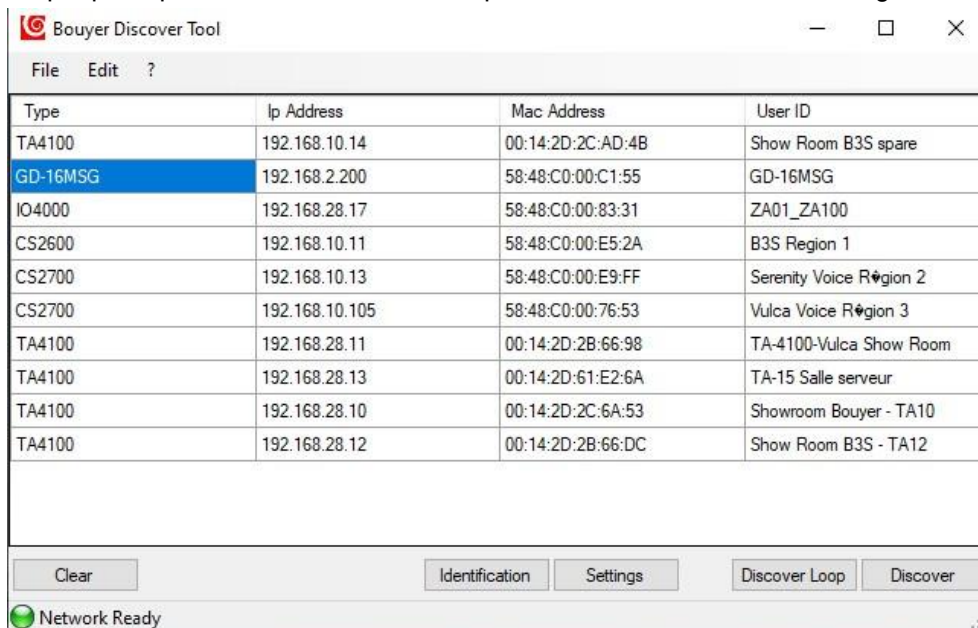 Bouyer Discover Tool
File Edit ?
Type Ip Address Mac Address User ID
TA4100 192.168.10.14 00:14:2D:2C:AD:4B Show Room B3S spare
GD-16MSG 192.168.2.200 58:48:C0:00:C1:55 GD-16MSG
IO4000 192.168.28.17 58:48:C0:00:83:31 ZA01_ZA100
CS2600 192.168.10.11 58:48:C0:00:E5:2A B3S Region 1
CS2700 192.168.10.13 58:48:C0:00:E9:FF Serenity Voice R�gion 2
CS2700 192.168.10.105 58:48:C0:00:76:53 Vulca Voice R�gion 3
TA4100 192.168.28.11 00:14:2D:2B:66:98 TA-4100-Vulca Show Room
TA4100 192.168.28.13 00:14:2D:61:E2:6A TA-15 Salle serveur
TA4100 192.168.28.10 00:14:2D:2C:6A:53 Showroom Bouyer - TA10
TA4100 192.168.28.12 00:14:2D:2B:66:DC Show Room B3S - TA12
Clear Identification Settings Discover Loop Discover
Network Ready